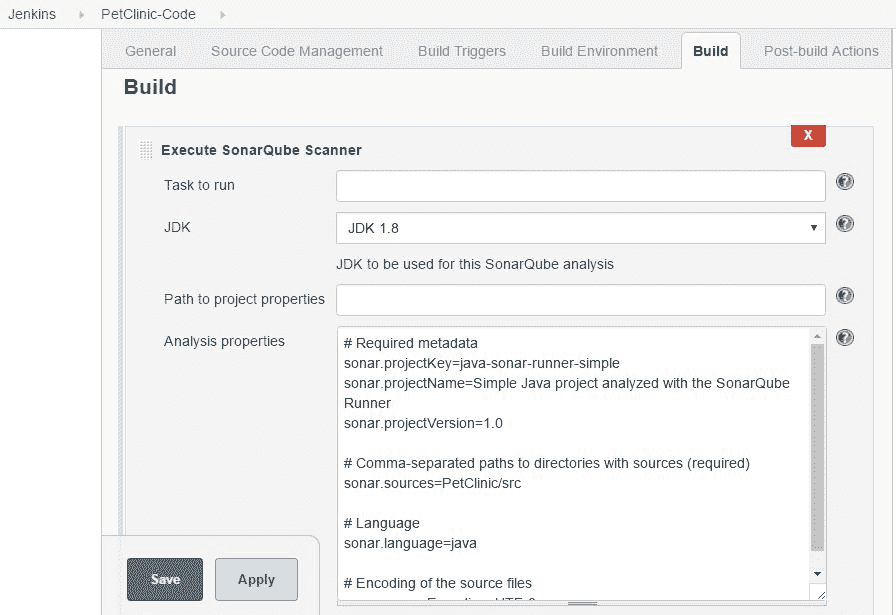 Jenkins PetClinic-Code
General Source Code Management Build Triggers Build Environment Build Post-build Actions
Build
X
Execute SonarQube Scanner
Task to run
JDK
JDK 1.8
JDK to be used for this SonarQube analysis
Path to project properties
Analysis properties
# Required metadata
sonar.projectKey=java-sonar-runner-simple
sonar.projectName=Simple Java project analyzed with the SonarQube
Runner
sonar.projectVersion=1.0
# Comma-separated paths to directories with sources (required)
sonar.sources=PetClinic/src
# Language
sonar.language=java
# Encoding of the source files
Save Apply